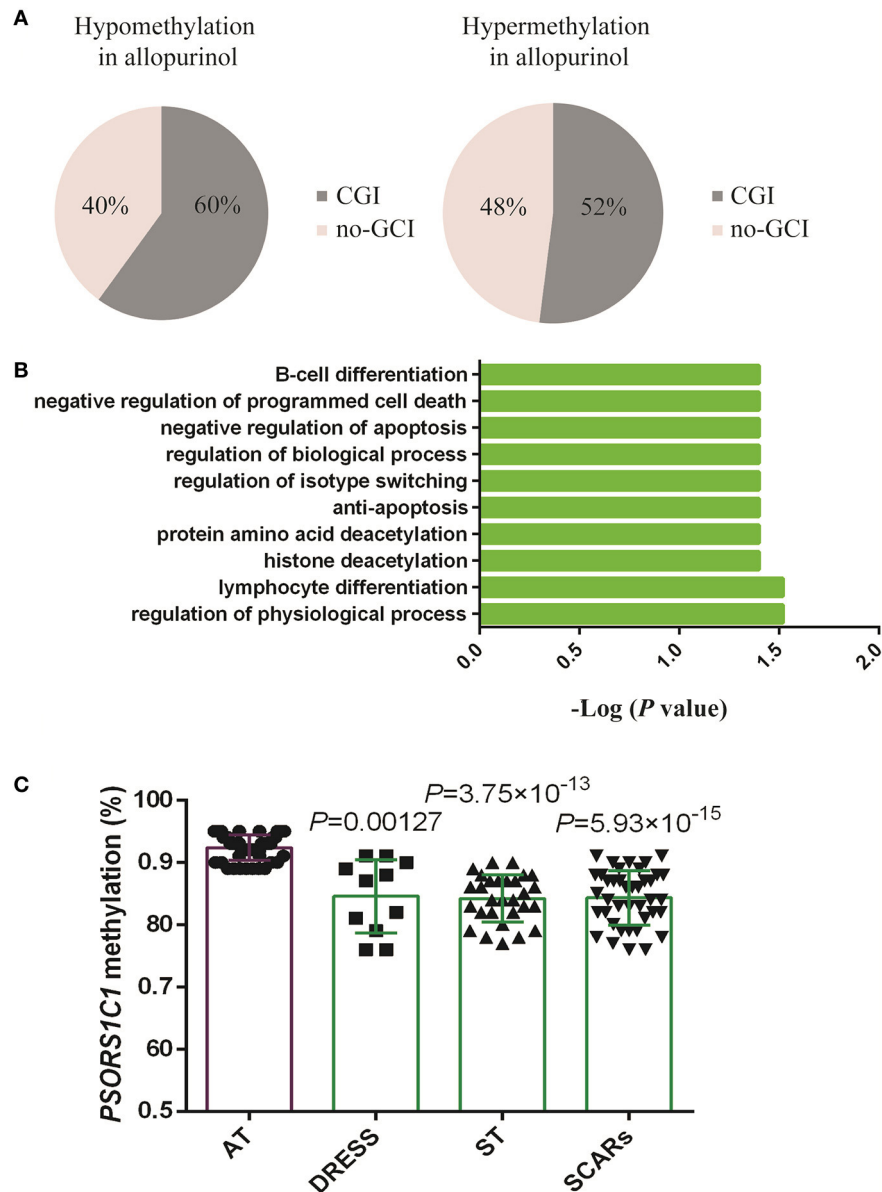 A
Hypomethylation
in allopurinol
Hypermethylation
in allopurinol
40%
60%
CGI
no-GCI
48%
52%
CGI
no-GCI
B
B-cell differentiation
negative regulation of programmed cell death
negative regulation of apoptosis
regulation of biological process
regulation of isotype switching
anti-apoptosis
protein amino acid deacetylation
histone deacetylation
lymphocyte differentiation
regulation of physiological process
0.0
0.5
1.0
1.5
2.0
-Log (P value)
C
PSORS1C1 methylation (%)
100
0.9
80
0.7
60
0.5
P=0.00127
P=3.75×10⁻¹³
P=5.93×10⁻¹⁵
AT
DRESS
ST
SCARs